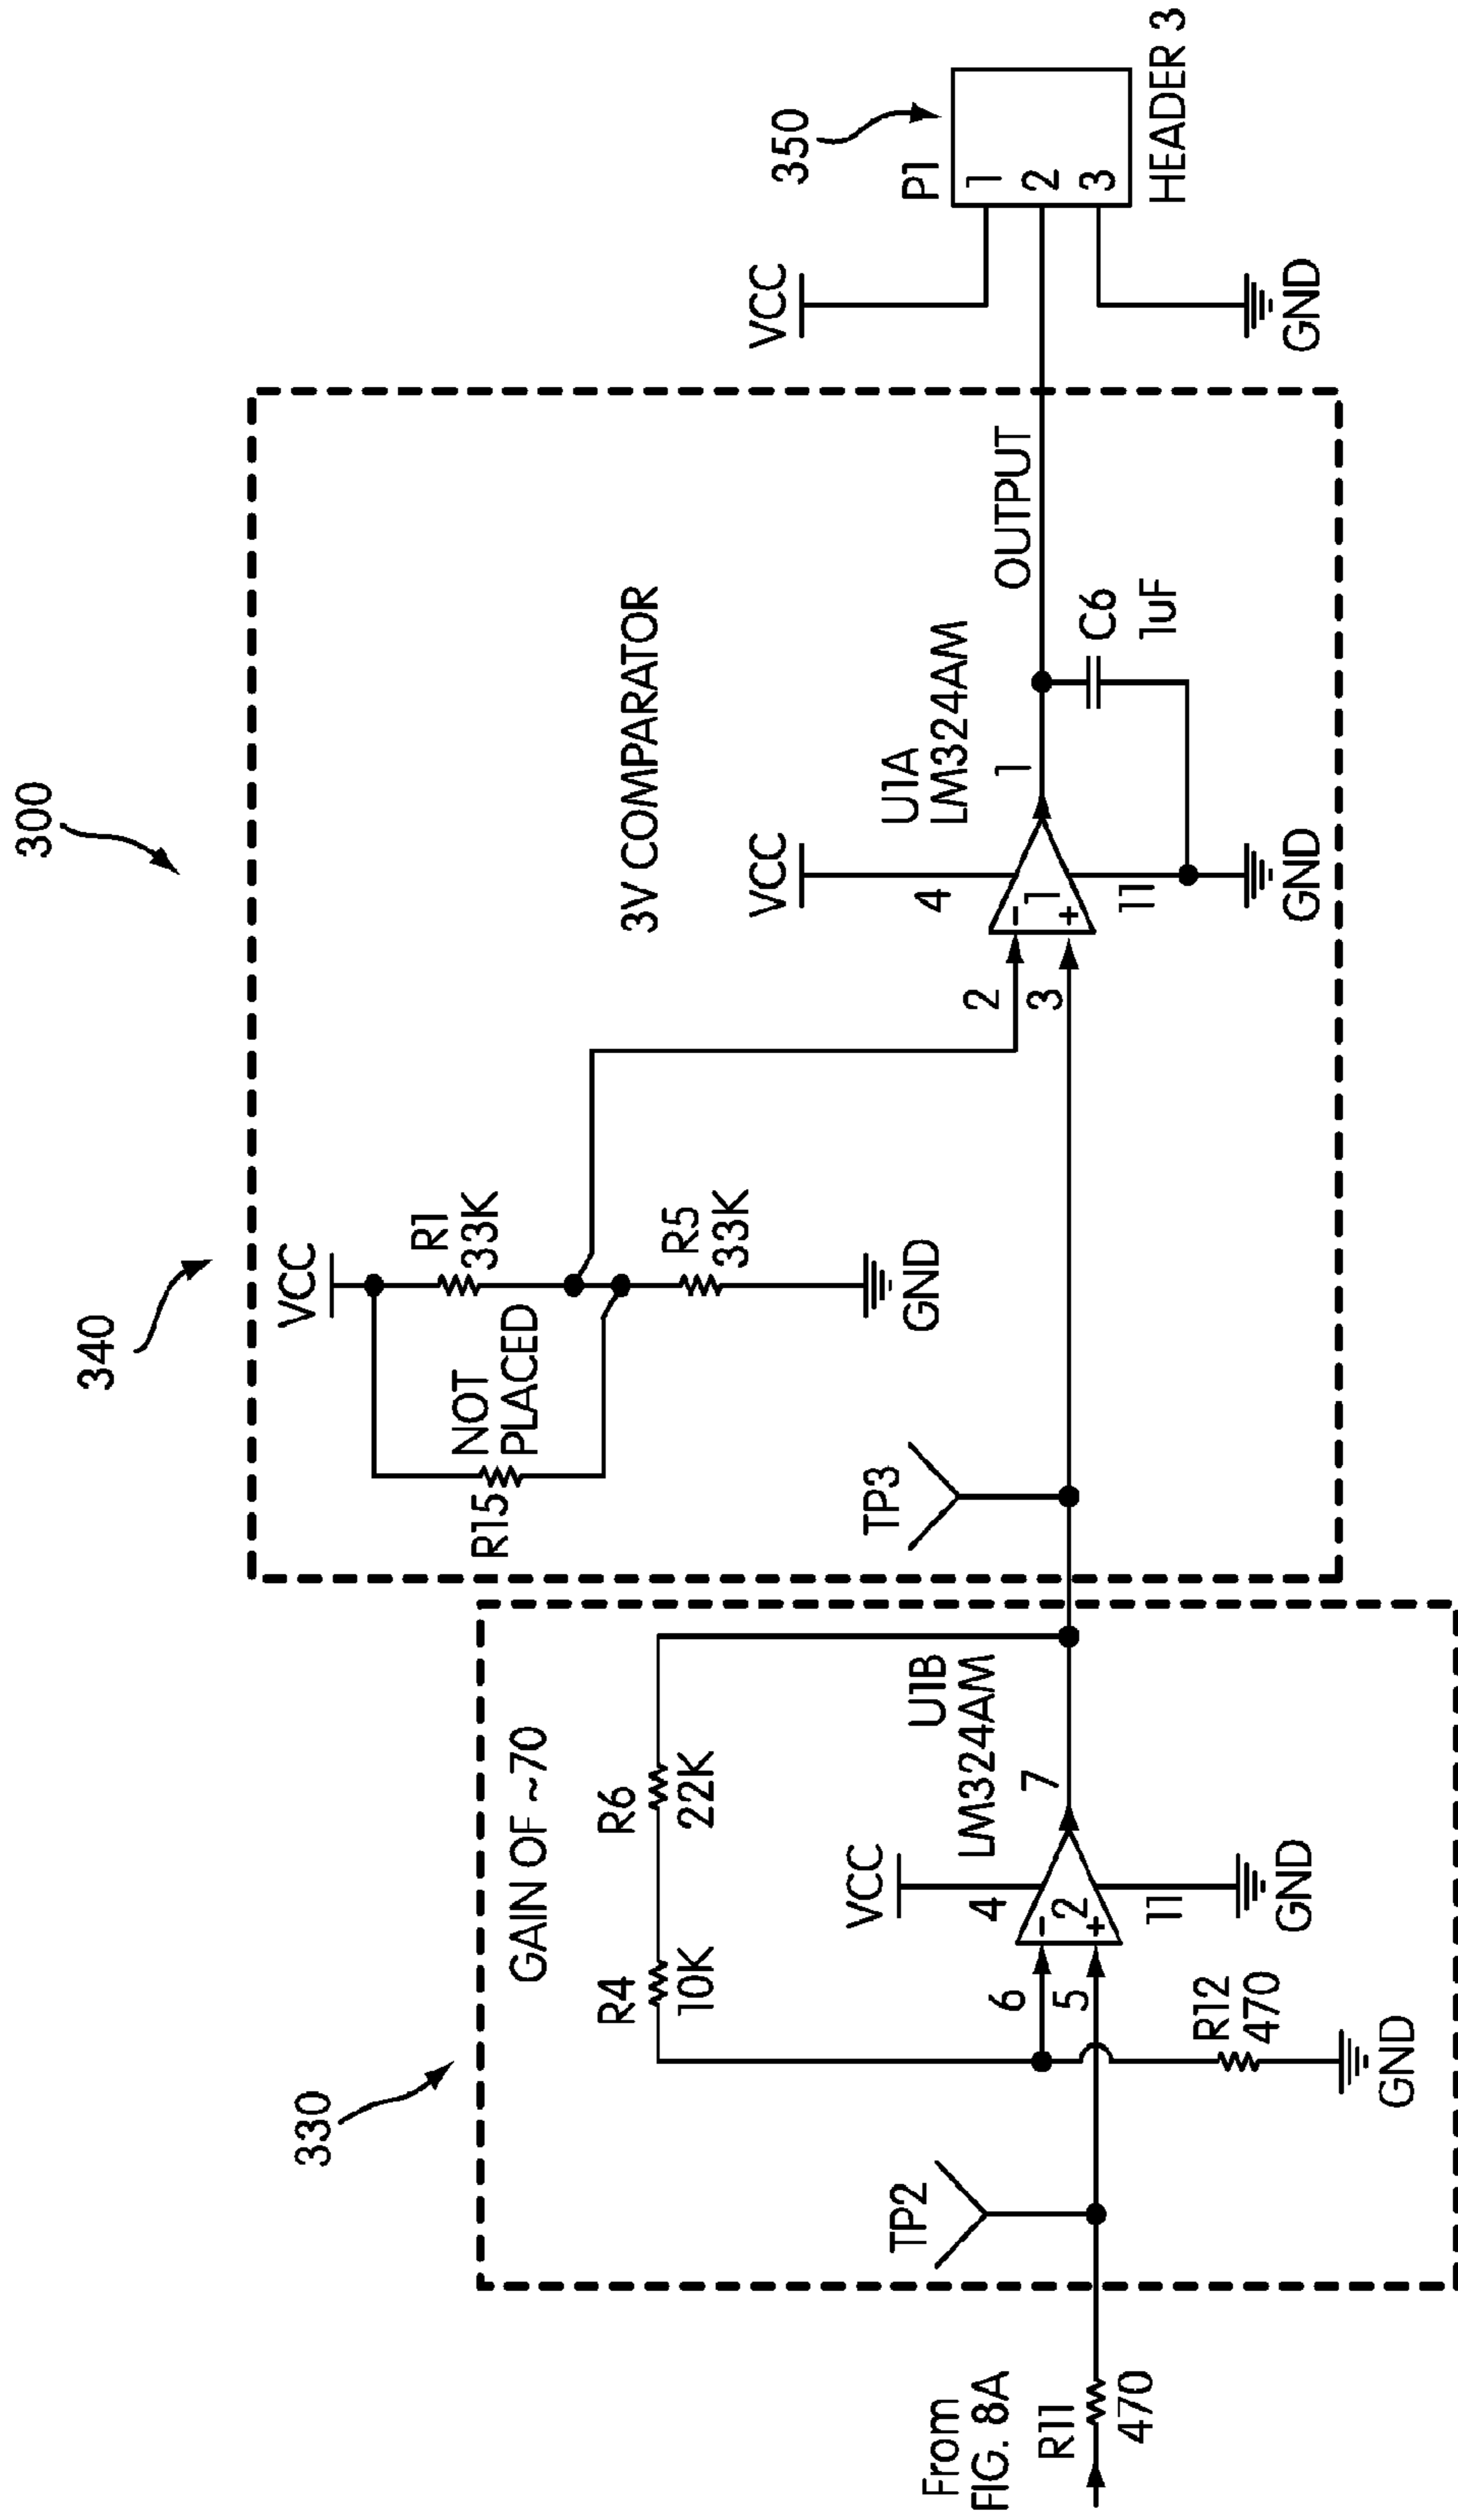 300
340
330
350
From
FIG. 8A
R11
470
TP2
GAIN OF ~70
R4
10K
R6
22K
VCC
U1B
LM324AM
4
6
5
2
-
+
7
11
GND
R12
470
GND
TP3
R15
NOT
PLACED
VCC
R1
33K
R5
33K
GND
3V COMPARATOR
VCC
U1A
LM324AM
4
2
3
1
-
+
1
11
GND
C6
1uF
OUTPUT
VCC
P1
1
2
3
HEADER 3
GND